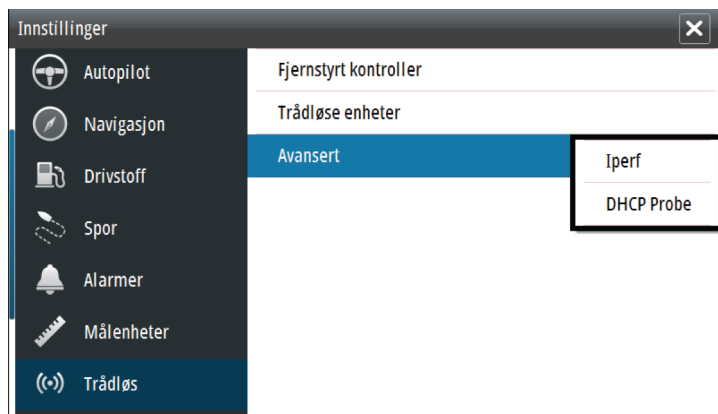 Innstillinger
Autopilot
Navigasjon
Drivstoff
Spor
Alarmer
Målenheter
Trådløs
Fjernstyrt kontroller
Trådløse enheter
Avansert
Iperf
DHCP Probe